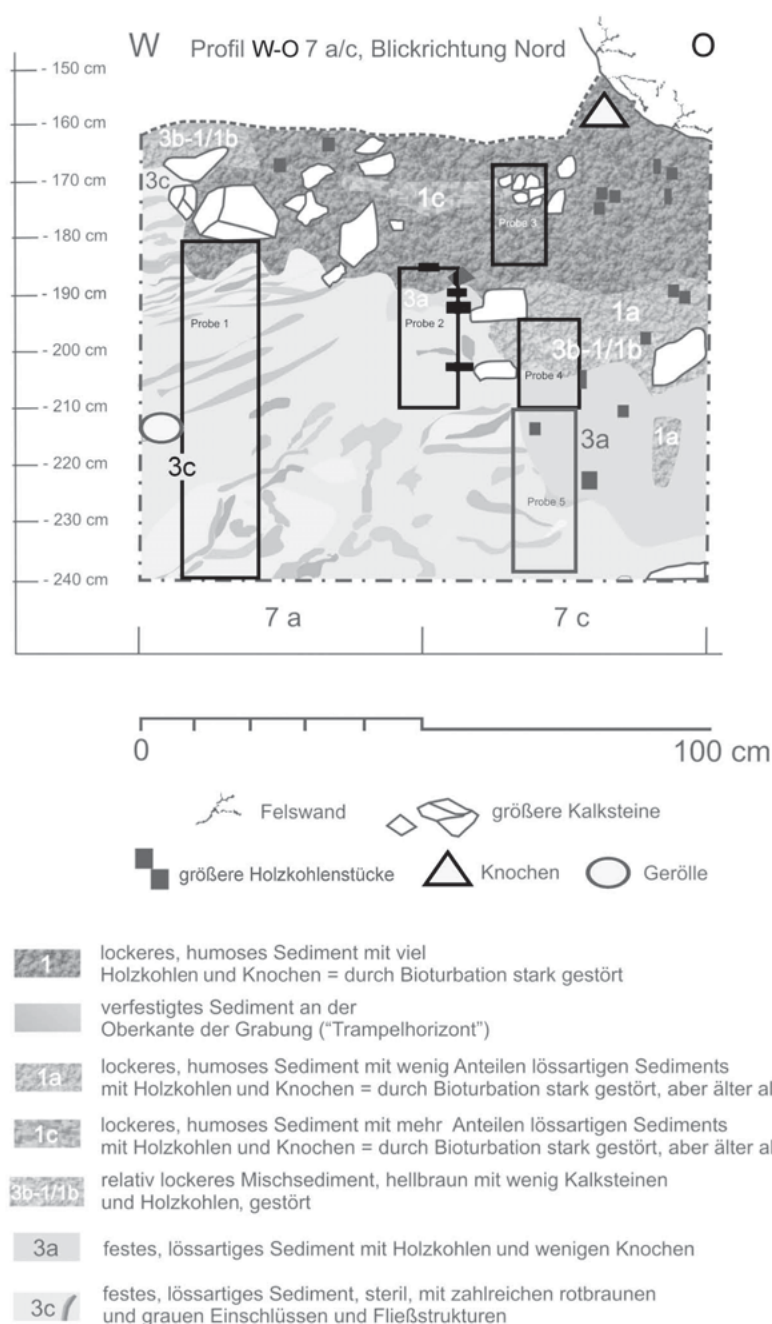 W Profil W-O 7 a/c, Blickrichtung Nord O
- 150 cm
- 160 cm
- 170 cm
- 180 cm
- 190 cm
- 200 cm
- 210 cm
- 220 cm
- 230 cm
- 240 cm
3b-1/1b
3c
1c
Probe 3
3a
1a
Probe 1
Probe 2
3b-1/1b
Probe 4
3a
1a
3c
Probe 5
7 a
7 c
0
100 cm
Felswand
größere Kalksteine
größere Holzkohlenstücke
Knochen
Gerölle
1 lockeres, humoses Sediment mit viel
Holzkohlen und Knochen = durch Bioturbation stark gestört
verfestigtes Sediment an der
Oberkante der Grabung ("Trampelhorizont")
1a lockeres, humoses Sediment mit wenig Anteilen lössartigen Sediments
mit Holzkohlen und Knochen = durch Bioturbation stark gestört, aber älter al
1c lockeres, humoses Sediment mit mehr Anteilen lössartigen Sediments
mit Holzkohlen und Knochen = durch Bioturbation stark gestört, aber älter al
3b-1/1b relativ lockeres Mischsediment, hellbraun mit wenig Kalksteinen
und Holzkohlen, gestört
3a festes, lössartiges Sediment mit Holzkohlen und wenigen Knochen
3c festes, lössartiges Sediment, steril, mit zahlreichen rotbraunen
und grauen Einschlüssen und Fließstrukturen